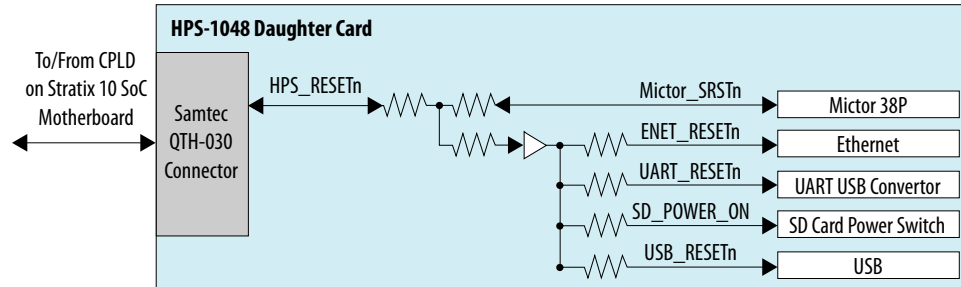 HPS-1048 Daughter Card
To/From CPLD
on Stratix 10 SoC
Motherboard
Samtec
QTH-030
Connector
HPS_RESETn
Mictor_SRSTn
Mictor 38P
ENET_RESETn
Ethernet
UART_RESETn
UART USB Convertor
SD_POWER_ON
SD Card Power Switch
USB_RESETn
USB